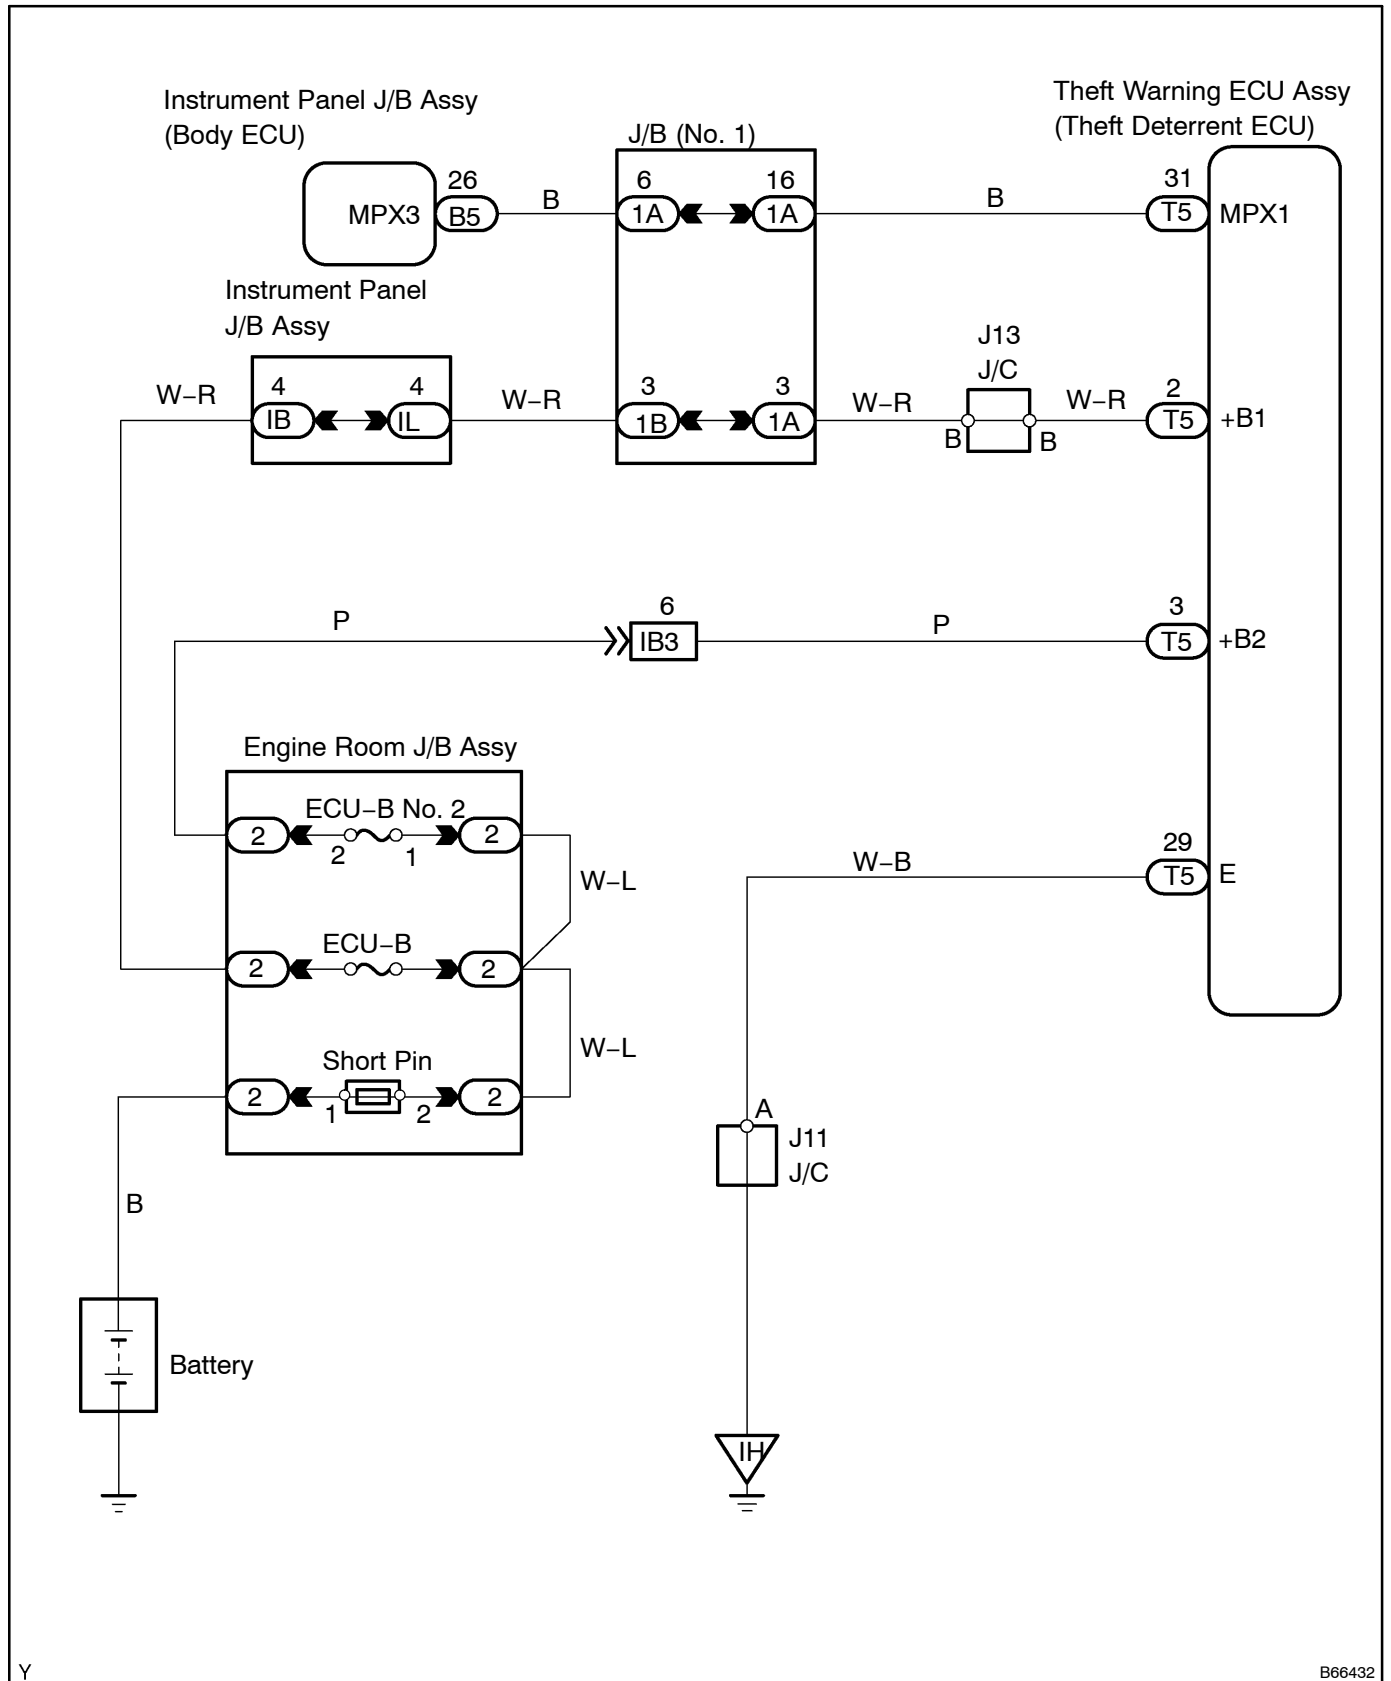 Instrument Panel J/B Assy
(Body ECU)
J/B (No. 1)
Theft Warning ECU Assy
(Theft Deterrent ECU)
MPX3
26
B5
B
6
1A
16
1A
B
31
T5
MPX1
Instrument Panel
J/B Assy
W−R
4
IB
4
IL
W−R
3
1B
3
1A
W−R
J13
J/C
B
B
W−R
2
T5
+B1
P
6
IB3
P
3
T5
+B2
Engine Room J/B Assy
2
ECU−B No. 2
2
1
2
W−L
2
ECU−B
2
W−L
2
Short Pin
1
2
2
W−B
29
T5
E
A
J11
J/C
B
Battery
IH
Y
B66432